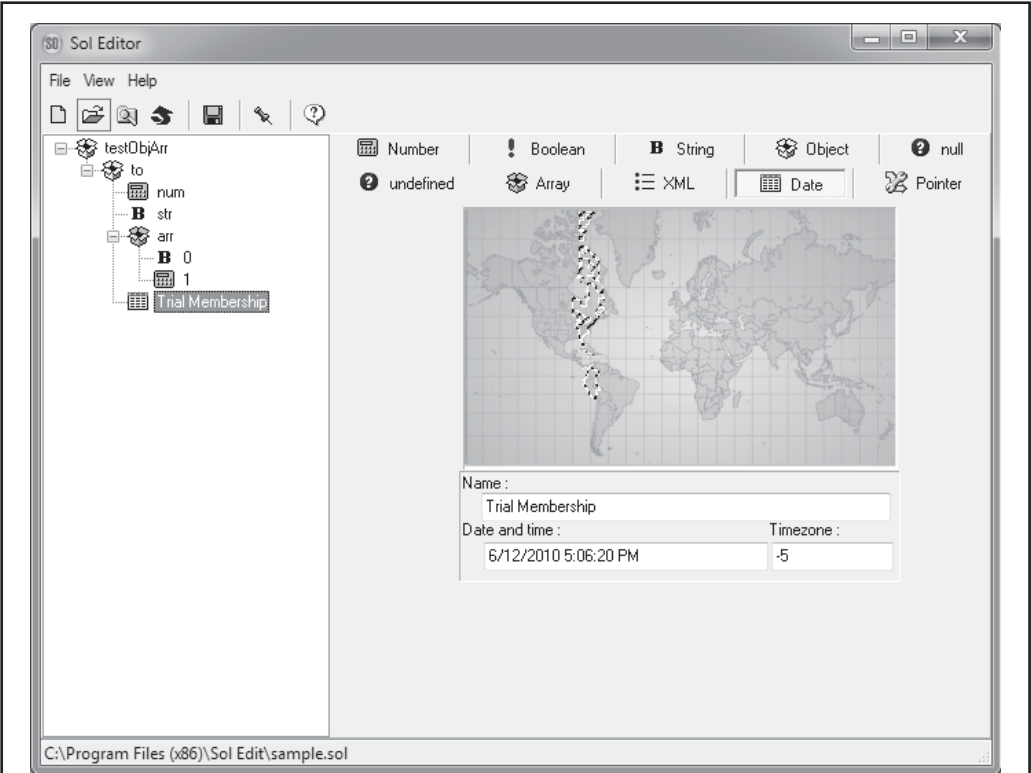 SO Sol Editor
File View Help
testObjArr
to
num
B str
arr
B 0
1
Trial Membership
Number ! Boolean B String Object ? null
? undefined Array XML Date Pointer
Name :
Trial Membership
Date and time : Timezone :
6/12/2010 5:06:20 PM -5
C:\Program Files (x86)\Sol Edit\sample.sol